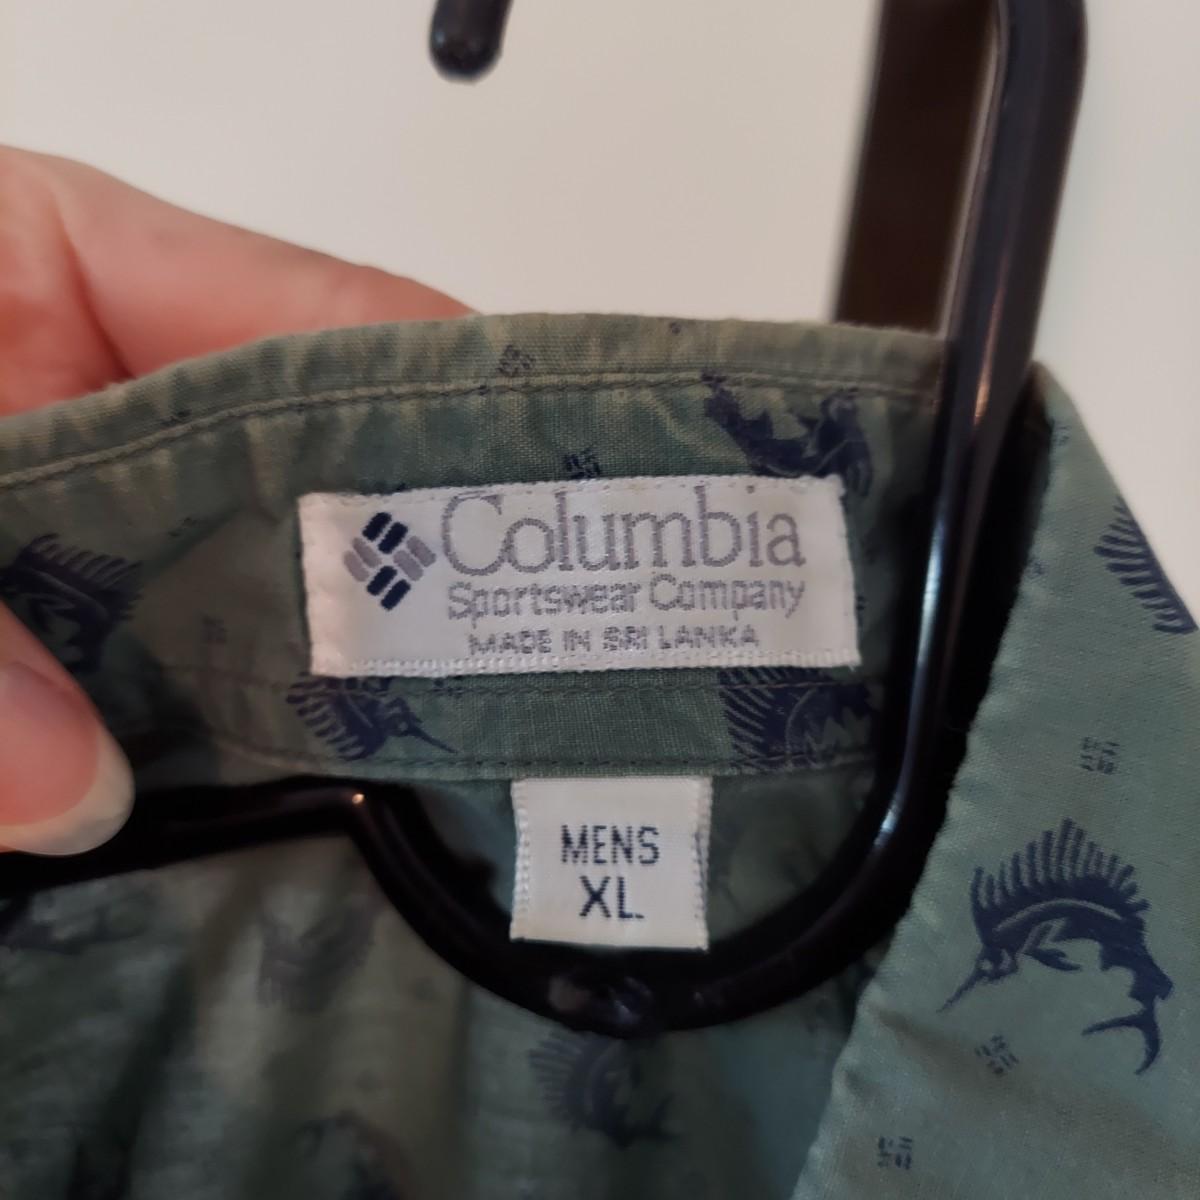 Columbia
Sportswear Company
MADE IN SRI LANKA
MENS
XL